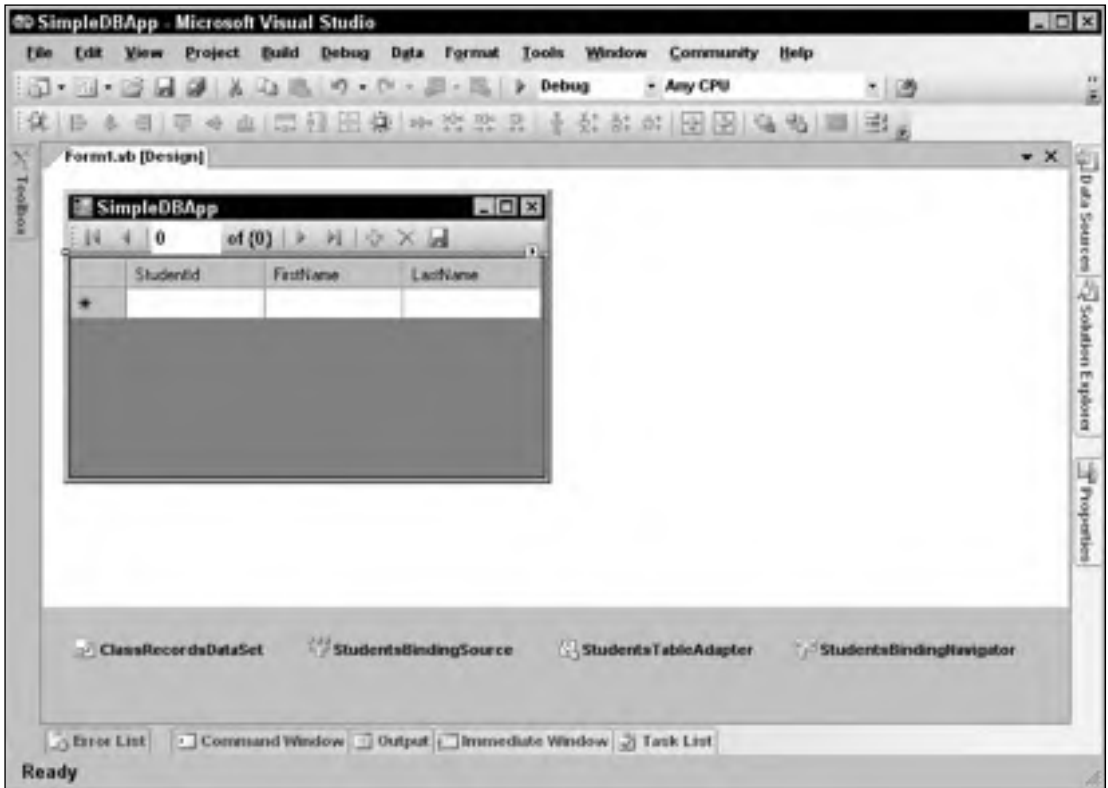 SimpleDBApp - Microsoft Visual Studio
File Edit View Project Build Debug Data Format Tools Window Community Help
Debug Any CPU
Toolbox
Form1.vb [Design]
SimpleDBApp
0 of {0}
StudentId FirstName LastName
Data Sources
Solution Explorer
Properties
ClassRecordsDataSet StudentsBindingSource StudentsTableAdapter StudentsBindingNavigator
Error List Command Window Output Immediate Window Task List
Ready